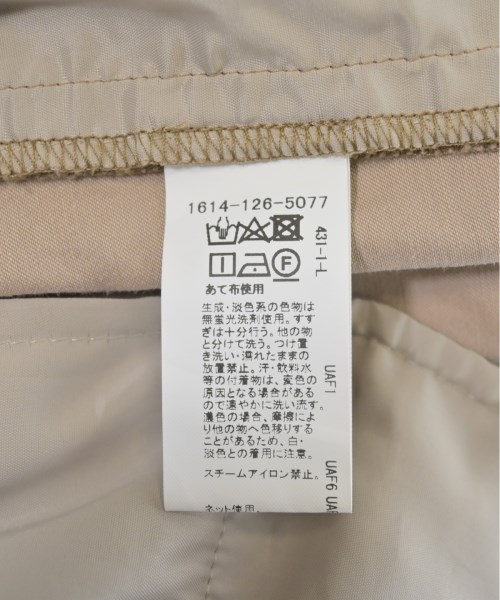 1614-126-5077
431-1-L
F
あて布使用
生成・淡色系の色物は
無蛍光洗剤使用。すす
ぎは十分行う。他の物
と分けて洗う。つけ置
き洗い・濡れたままの
放置禁止。汗・飲料水
等の付着物は、変色の
原因となる場合がある
ので速やかに洗い流す。
濃色の場合、摩擦によ
り他の物へ色移りする
ことがあるため、白・
淡色との着用に注意。
スチームアイロン禁止。
ネット使用。
UAF1
UAF6 UA